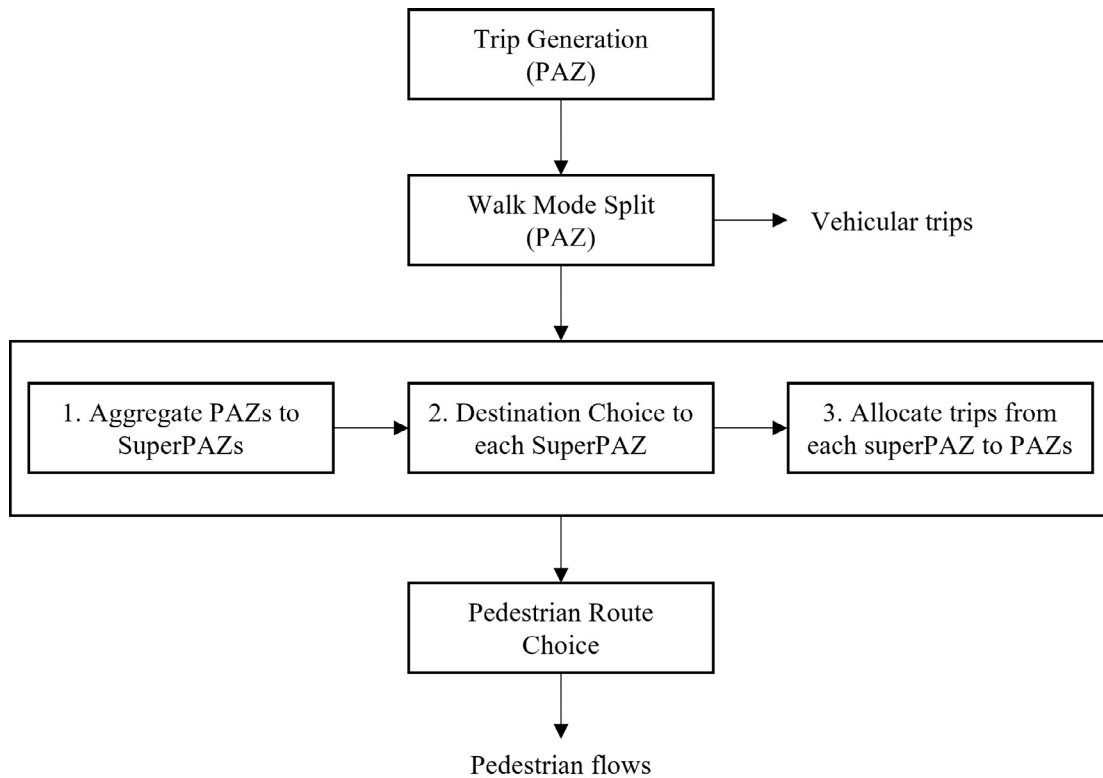 Trip Generation
(PAZ)
Walk Mode Split
(PAZ)
Vehicular trips
1. Aggregate PAZs to
SuperPAZs
2. Destination Choice to
each SuperPAZ
3. Allocate trips from
each superPAZ to PAZs
Pedestrian Route
Choice
Pedestrian flows